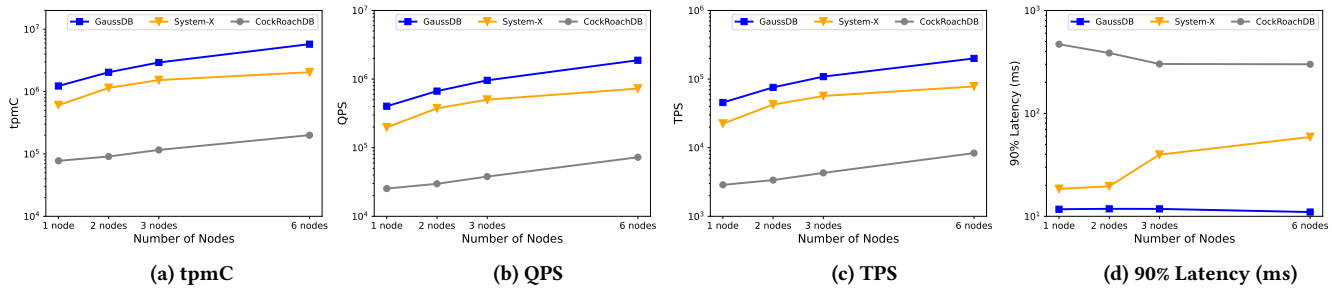 GaussDB System-X CockRoachDB
10^7
10^6
10^5
10^4
tpmC
1 node 2 nodes 3 nodes 6 nodes
Number of Nodes
(a) tpmC
GaussDB System-X CockRoachDB
10^7
10^6
10^5
10^4
QPS
1 node 2 nodes 3 nodes 6 nodes
Number of Nodes
(b) QPS
GaussDB System-X CockRoachDB
10^6
10^5
10^4
10^3
TPS
1 node 2 nodes 3 nodes 6 nodes
Number of Nodes
(c) TPS
GaussDB System-X CockRoachDB
10^3
10^2
10^1
90% Latency (ms)
1 node 2 nodes 3 nodes 6 nodes
Number of Nodes
(d) 90% Latency (ms)